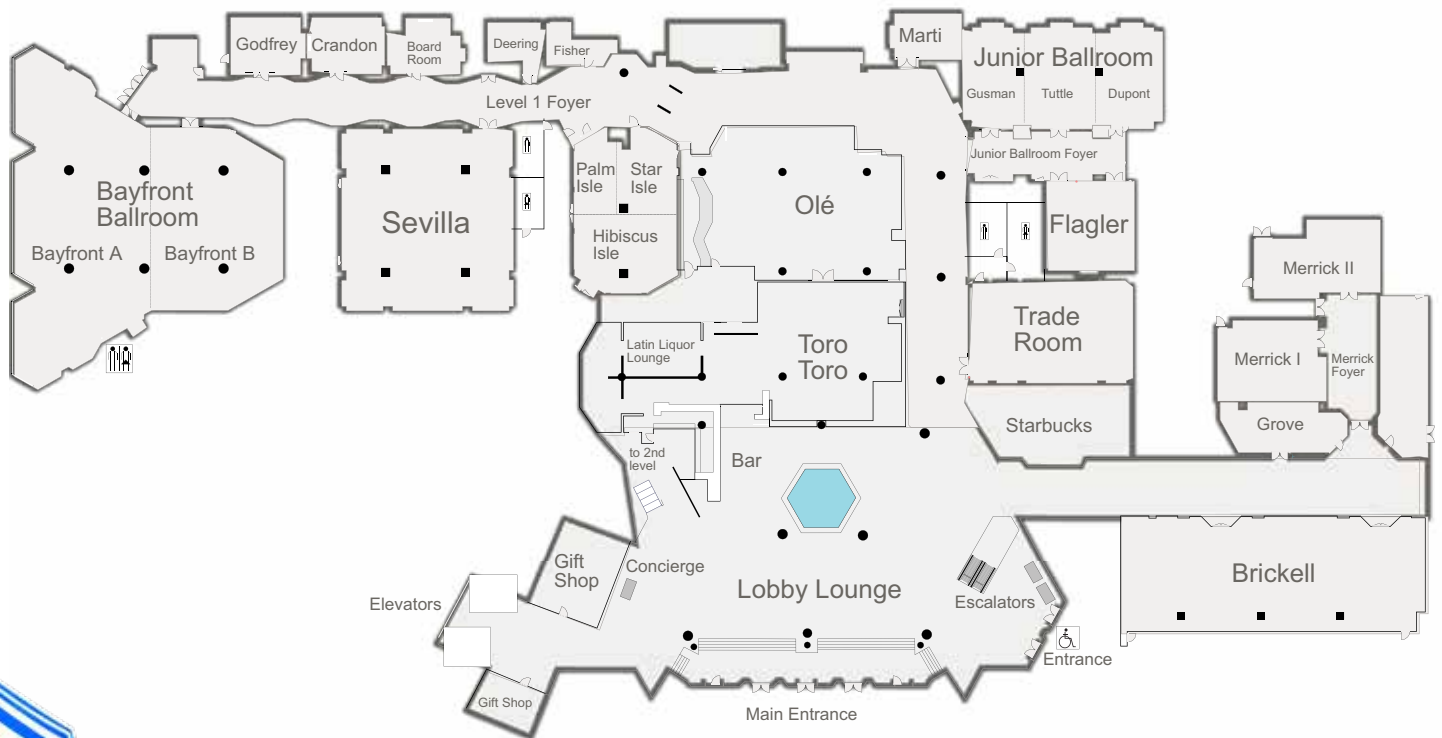 Godfrey
Crandon
Board
Room
Deering
Fisher
Marti
Junior Ballroom
Gusman
Tuttle
Dupont
Level 1 Foyer
Junior Ballroom Foyer
Palm
Isle
Star
Isle
Hibiscus
Isle
Bayfront
Ballroom
Bayfront A
Bayfront B
Sevilla
Olé
Flagler
Merrick II
Trade
Room
Toro
Toro
Latin Liquor
Lounge
Merrick I
Merrick
Foyer
Starbucks
Grove
to 2nd
level
Bar
Gift
Shop
Concierge
Lobby Lounge
Elevators
Escalators
Brickell
Entrance
Gift Shop
Main Entrance